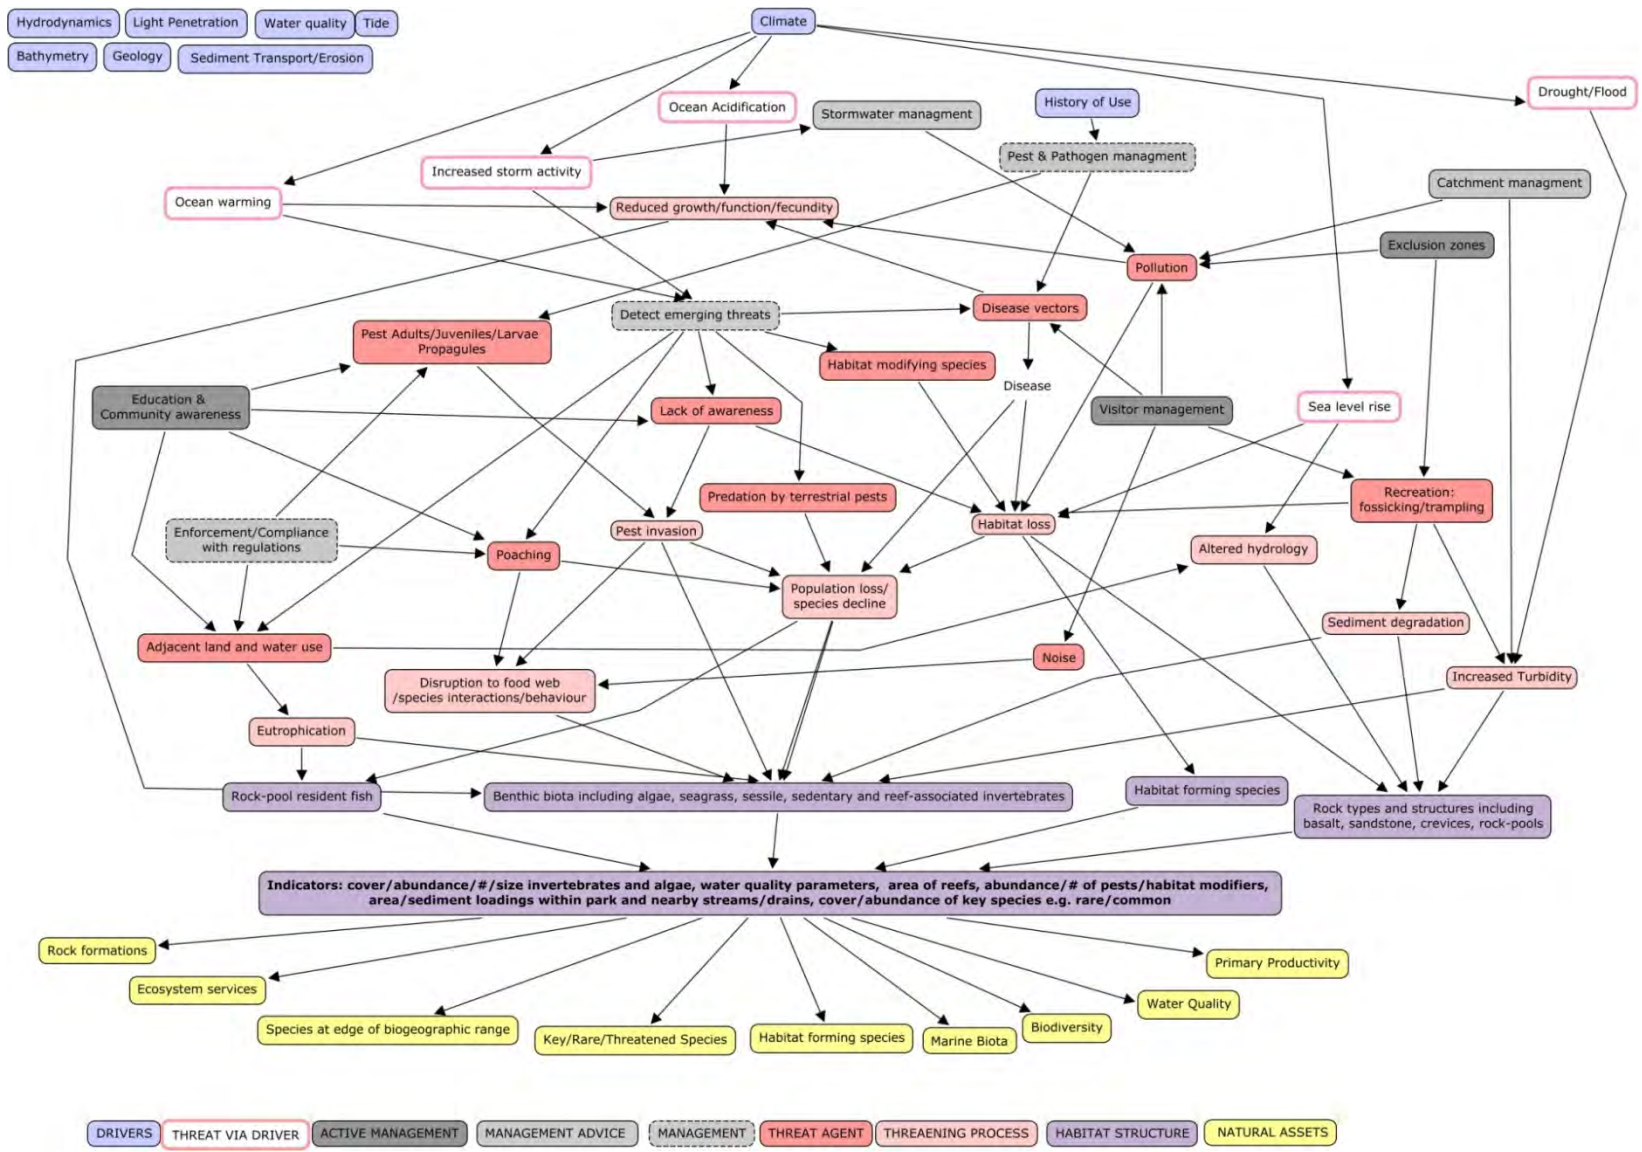 Hydrodynamics
Light Penetration
Water quality
Tide
Climate
Bathymetry
Geology
Sediment Transport/Erosion
Drought/Flood
Ocean Acidification
Stormwater managment
History of Use
Pest & Pathogen managment
Increased storm activity
Catchment managment
Ocean warming
Reduced growth/function/fecundity
Exclusion zones
Pollution
Detect emerging threats
Disease vectors
Pest Adults/Juveniles/Larvae
Propagules
Habitat modifying species
Disease
Education &
Community awareness
Lack of awareness
Visitor management
Sea level rise
Predation by terrestrial pests
Recreation:
fossicking/trampling
Enforcement/Compliance
with regulations
Pest invasion
Habitat loss
Poaching
Altered hydrology
Population loss/
species decline
Sediment degradation
Adjacent land and water use
Noise
Disruption to food web
/species interactions/behaviour
Increased Turbidity
Eutrophication
Rock-pool resident fish
Benthic biota including algae, seagrass, sessile, sedentary and reef-associated invertebrates
Habitat forming species
Rock types and structures including
basalt, sandstone, crevices, rock-pools
Indicators: cover/abundance/#/size invertebrates and algae, water quality parameters, area of reefs, abundance/# of pests/habitat modifiers,
area/sediment loadings within park and nearby streams/drains, cover/abundance of key species e.g. rare/common
Rock formations
Primary Productivity
Ecosystem services
Water Quality
Species at edge of biogeographic range
Key/Rare/Threatened Species
Habitat forming species
Marine Biota
Biodiversity
DRIVERS
THREAT VIA DRIVER
ACTIVE MANAGEMENT
MANAGEMENT ADVICE
MANAGEMENT
THREAT AGENT
THREAENING PROCESS
HABITAT STRUCTURE
NATURAL ASSETS